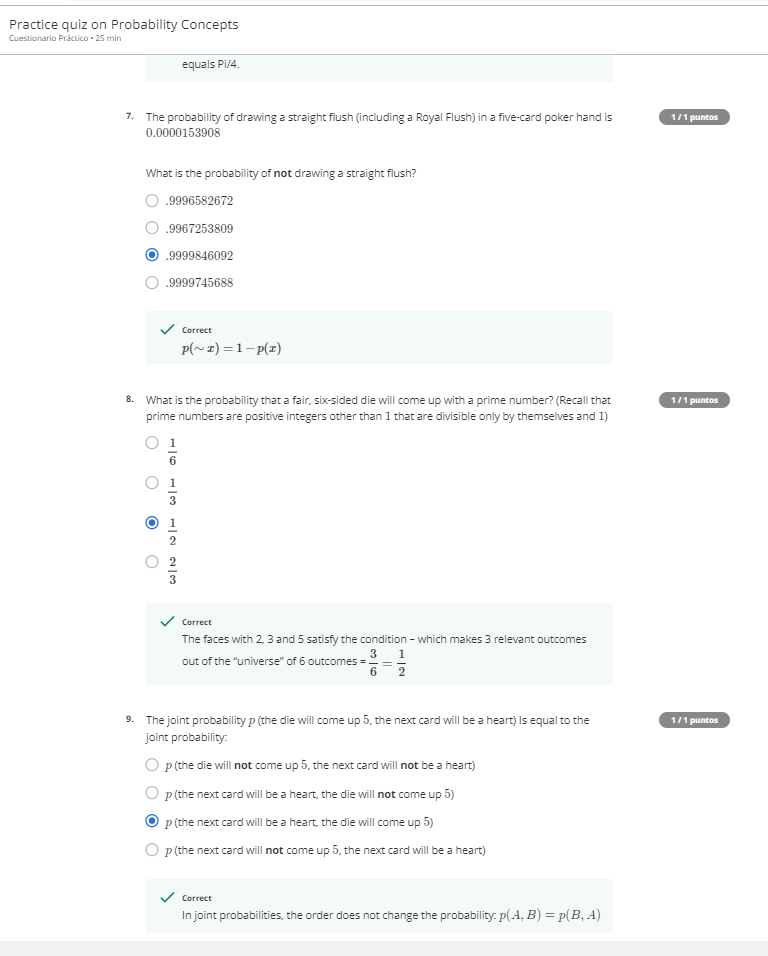 Practice quiz on Probability Concepts
Cuestionario Práctico • 25 min
equals Pi/4.
7. The probability of drawing a straight flush (including a Royal Flush) in a five-card poker hand is 1 / 1 puntos
0.0000153908
What is the probability of not drawing a straight flush?
.9996582672
.9967253809
.9999846092
.9999745688
Correct
p(∼ x) = 1 − p(x)
8. What is the probability that a fair, six-sided die will come up with a prime number? (Recall that 1 / 1 puntos
prime numbers are positive integers other than 1 that are divisible only by themselves and 1)
1/6
1/3
1/2
2/3
Correct
The faces with 2, 3 and 5 satisfy the condition – which makes 3 relevant outcomes
out of the "universe" of 6 outcomes = 3/6 = 1/2
9. The joint probability p (the die will come up 5, the next card will be a heart) Is equal to the 1 / 1 puntos
joint probability:
p (the die will not come up 5, the next card will not be a heart)
p (the next card will be a heart, the die will not come up 5)
p (the next card will be a heart, the die will come up 5)
p (the next card will not come up 5, the next card will be a heart)
Correct
In joint probabilities, the order does not change the probability: p(A, B) = p(B, A)